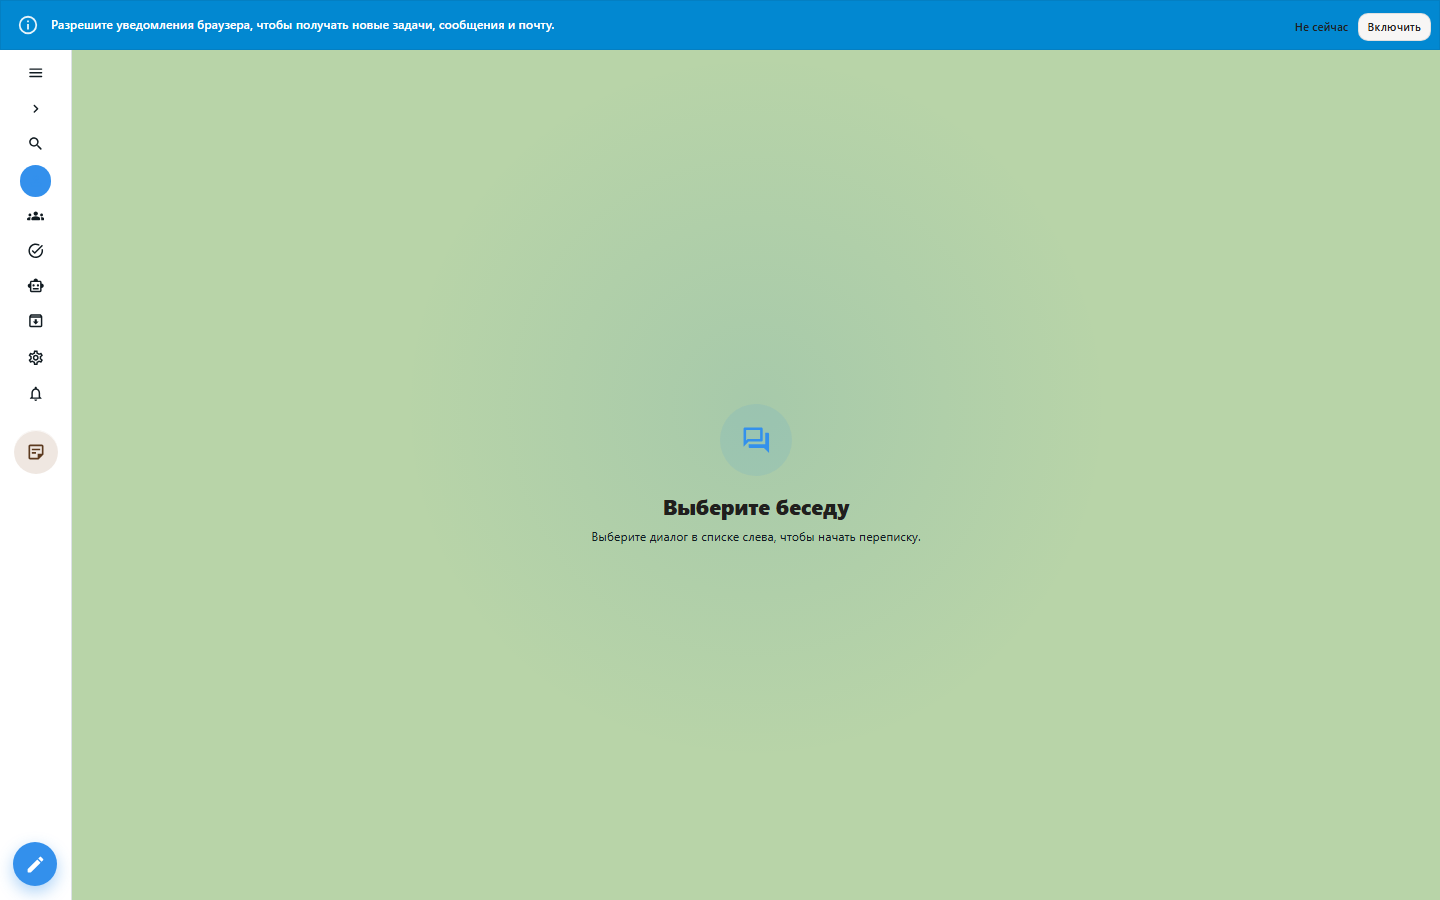 Разрешите уведомления браузера, чтобы получать новые задачи, сообщения и почту.
Не сейчас
Включить
Выберите беседу
Выберите диалог в списке слева, чтобы начать переписку.